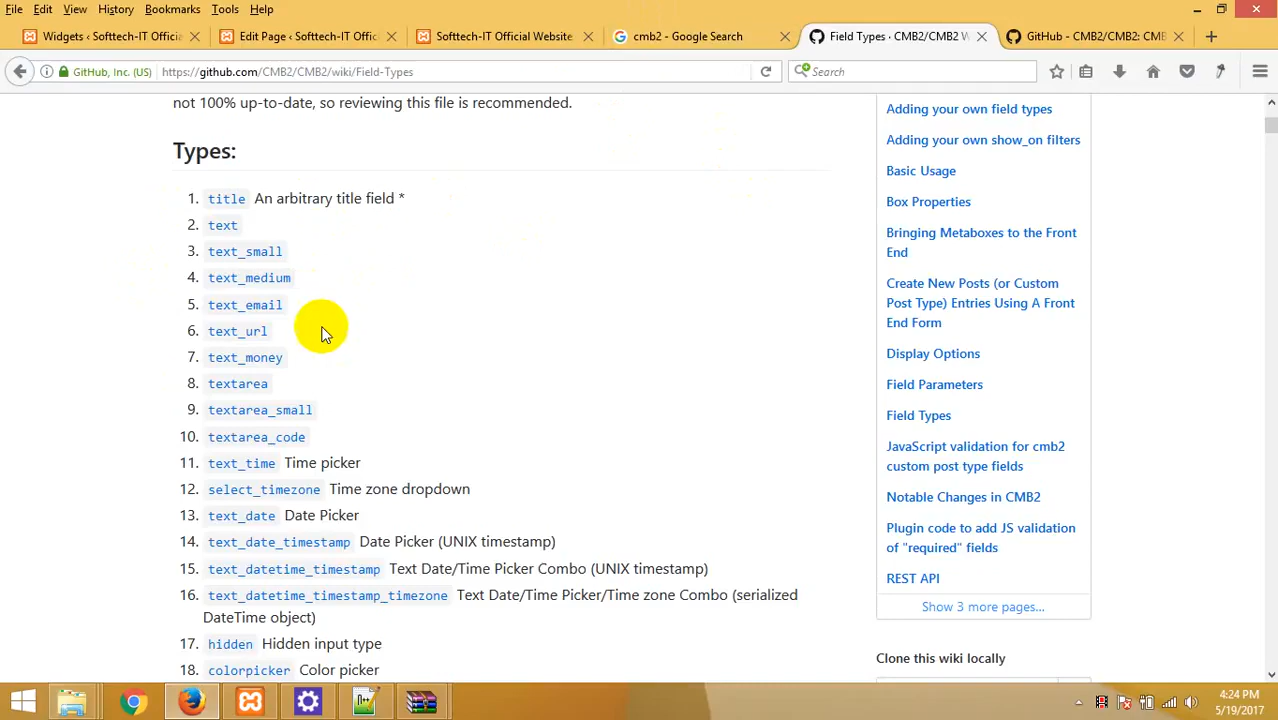 File Edit View History Bookmarks Tools Help
Widgets ‹ Softtech-IT Officia
Edit Page ‹ Softtech-IT Offic
Softtech-IT Official Website
cmb2 - Google Search
Field Types · CMB2/CMB2 W
GitHub - CMB2/CMB2: CMB
GitHub, Inc. (US) https://github.com/CMB2/CMB2/wiki/Field-Types Search
not 100% up-to-date, so reviewing this file is recommended.
Types:
1. title An arbitrary title field *
2. text
3. text_small
4. text_medium
5. text_email
6. text_url
7. text_money
8. textarea
9. textarea_small
10. textarea_code
11. text_time Time picker
12. select_timezone Time zone dropdown
13. text_date Date Picker
14. text_date_timestamp Date Picker (UNIX timestamp)
15. text_datetime_timestamp Text Date/Time Picker Combo (UNIX timestamp)
16. text_datetime_timestamp_timezone Text Date/Time Picker/Time zone Combo (serialized
DateTime object)
17. hidden Hidden input type
18. colorpicker Color picker
Adding your own field types
Adding your own show_on filters
Basic Usage
Box Properties
Bringing Metaboxes to the Front
End
Create New Posts (or Custom
Post Type) Entries Using A Front
End Form
Display Options
Field Parameters
Field Types
JavaScript validation for cmb2
custom post type fields
Notable Changes in CMB2
Plugin code to add JS validation
of "required" fields
REST API
Show 3 more pages...
Clone this wiki locally
4:24 PM
5/19/2017